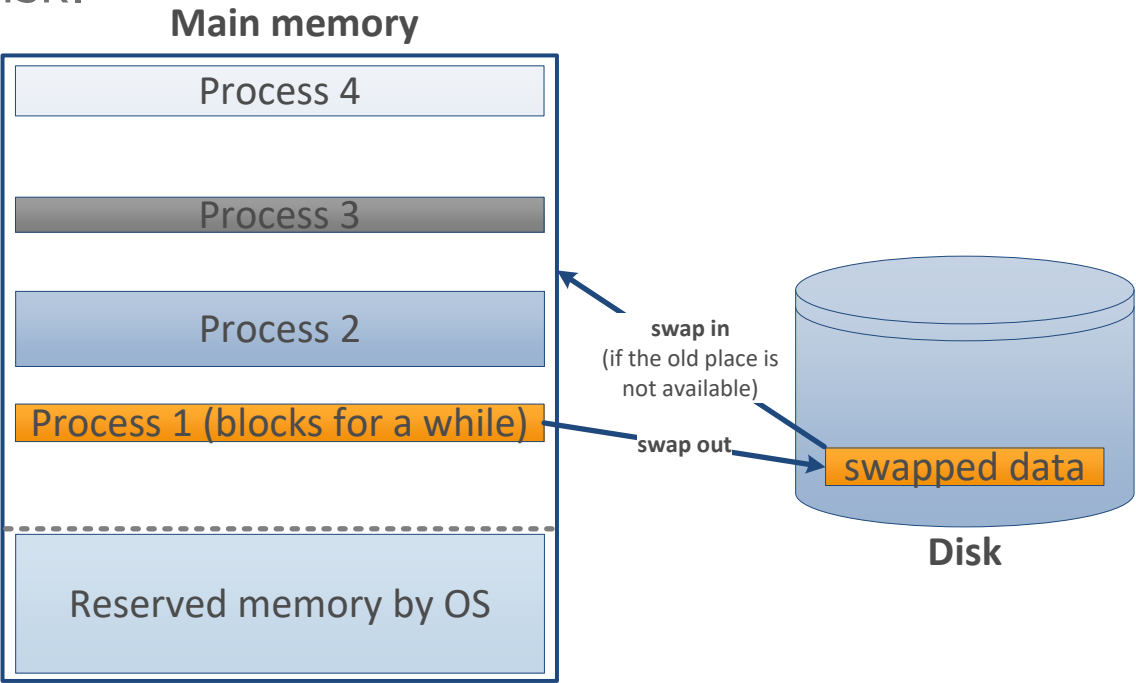 Main memory
Process 4
Process 3
Process 2
Process 1 (blocks for a while)
Reserved memory by OS
swap in
(if the old place is
not available)
swap out
swapped data
Disk